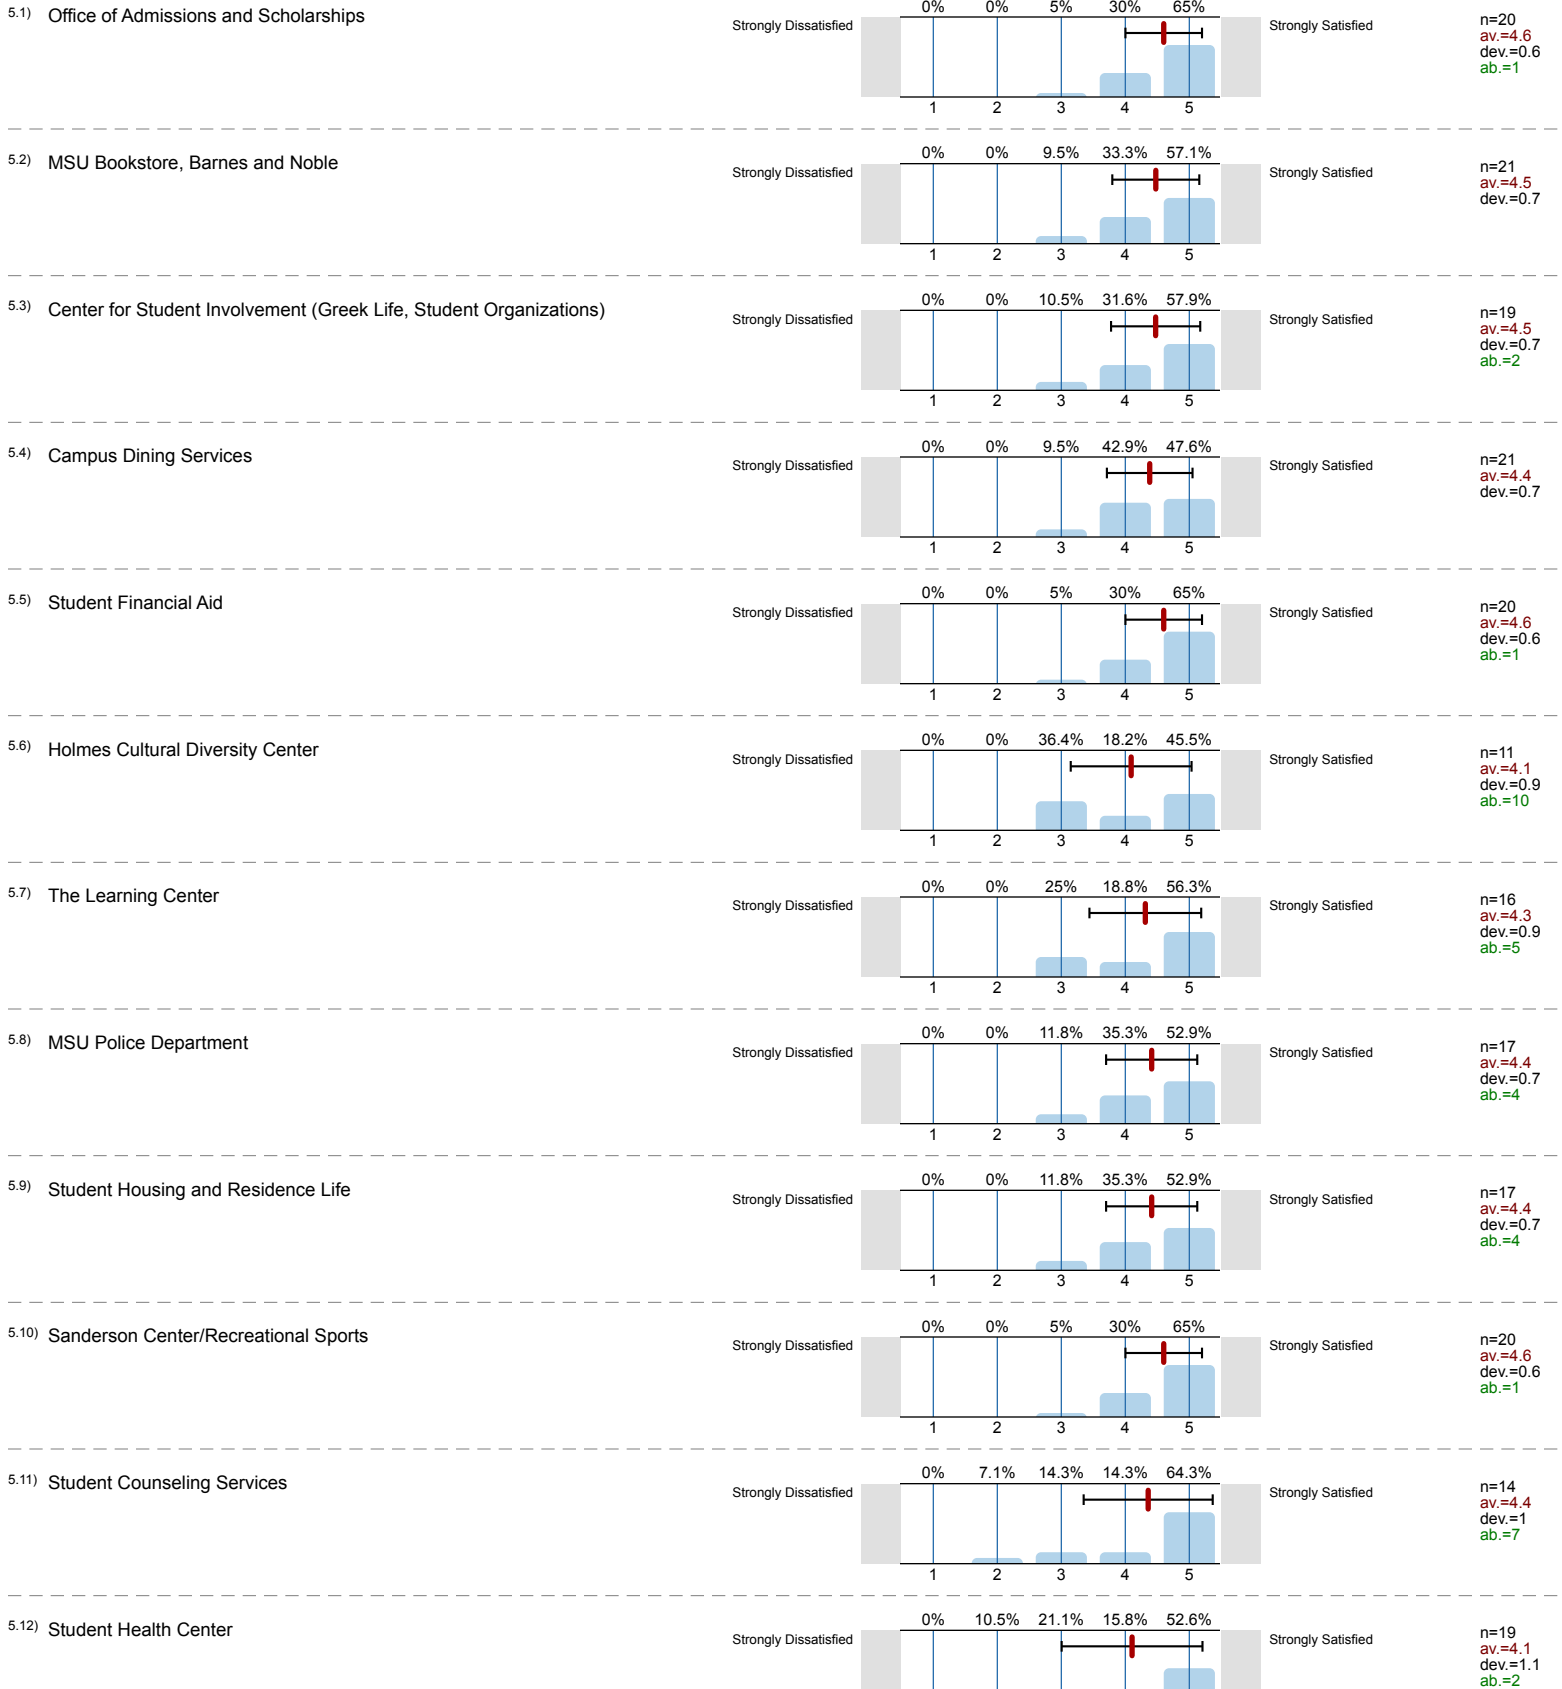 5.1) Office of Admissions and Scholarships
0% 0% 5% 30% 65%
Strongly Dissatisfied Strongly Satisfied
n=20
av.=4.6
dev.=0.6
ab.=1
1 2 3 4 5
5.2) MSU Bookstore, Barnes and Noble
0% 0% 9.5% 33.3% 57.1%
Strongly Dissatisfied Strongly Satisfied
n=21
av.=4.5
dev.=0.7
1 2 3 4 5
5.3) Center for Student Involvement (Greek Life, Student Organizations)
0% 0% 10.5% 31.6% 57.9%
Strongly Dissatisfied Strongly Satisfied
n=19
av.=4.5
dev.=0.7
ab.=2
1 2 3 4 5
5.4) Campus Dining Services
0% 0% 9.5% 42.9% 47.6%
Strongly Dissatisfied Strongly Satisfied
n=21
av.=4.4
dev.=0.7
1 2 3 4 5
5.5) Student Financial Aid
0% 0% 5% 30% 65%
Strongly Dissatisfied Strongly Satisfied
n=20
av.=4.6
dev.=0.6
ab.=1
1 2 3 4 5
5.6) Holmes Cultural Diversity Center
0% 0% 36.4% 18.2% 45.5%
Strongly Dissatisfied Strongly Satisfied
n=11
av.=4.1
dev.=0.9
ab.=10
1 2 3 4 5
5.7) The Learning Center
0% 0% 25% 18.8% 56.3%
Strongly Dissatisfied Strongly Satisfied
n=16
av.=4.3
dev.=0.9
ab.=5
1 2 3 4 5
5.8) MSU Police Department
0% 0% 11.8% 35.3% 52.9%
Strongly Dissatisfied Strongly Satisfied
n=17
av.=4.4
dev.=0.7
ab.=4
1 2 3 4 5
5.9) Student Housing and Residence Life
0% 0% 11.8% 35.3% 52.9%
Strongly Dissatisfied Strongly Satisfied
n=17
av.=4.4
dev.=0.7
ab.=4
1 2 3 4 5
5.10) Sanderson Center/Recreational Sports
0% 0% 5% 30% 65%
Strongly Dissatisfied Strongly Satisfied
n=20
av.=4.6
dev.=0.6
ab.=1
1 2 3 4 5
5.11) Student Counseling Services
0% 7.1% 14.3% 14.3% 64.3%
Strongly Dissatisfied Strongly Satisfied
n=14
av.=4.4
dev.=1
ab.=7
1 2 3 4 5
5.12) Student Health Center
0% 10.5% 21.1% 15.8% 52.6%
Strongly Dissatisfied Strongly Satisfied
n=19
av.=4.1
dev.=1.1
ab.=2